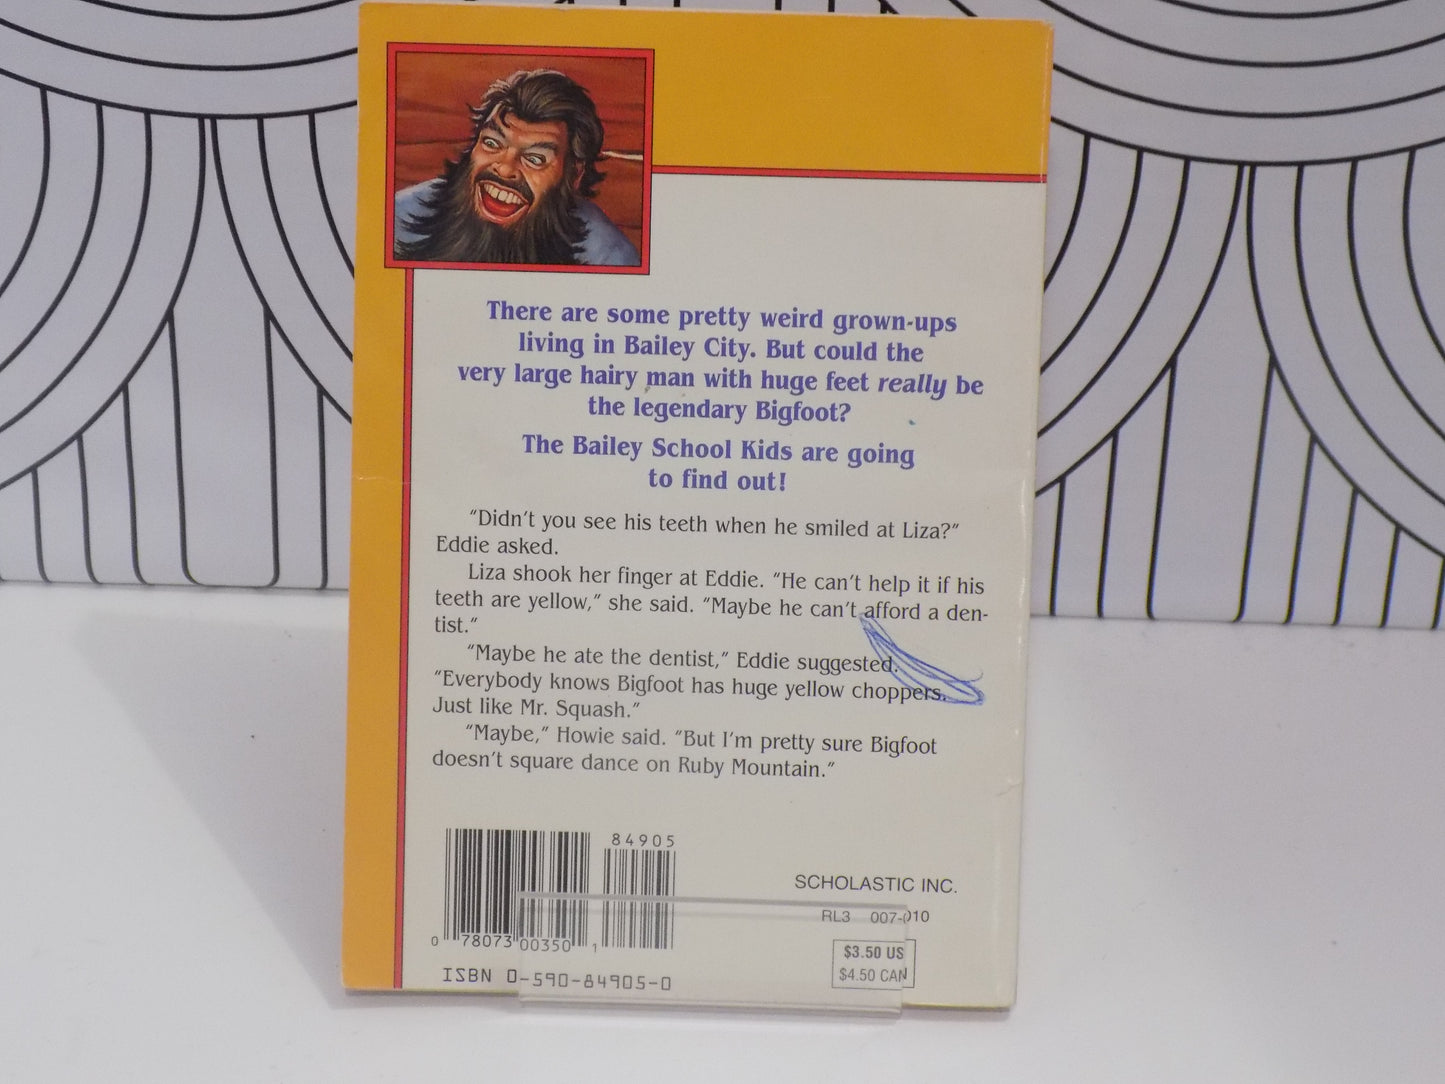 There are some pretty weird grown-ups
living in Bailey City. But could the
very large hairy man with huge feet really be
the legendary Bigfoot?
The Bailey School Kids are going
to find out!
"Didn't you see his teeth when he smiled at Liza?"
Eddie asked.
Liza shook her finger at Eddie. "He can't help it if his
teeth are yellow," she said. "Maybe he can't afford a den-
tist."
"Maybe he ate the dentist," Eddie suggested.
"Everybody knows Bigfoot has huge yellow choppers.
Just like Mr. Squash."
"Maybe," Howie said. "But I'm pretty sure Bigfoot
doesn't square dance on Ruby Mountain."
84905
0 78073 00350 1
ISBN 0-590-84905-0
SCHOLASTIC INC.
RL3 007-010
$3.50 US
$4.50 CAN